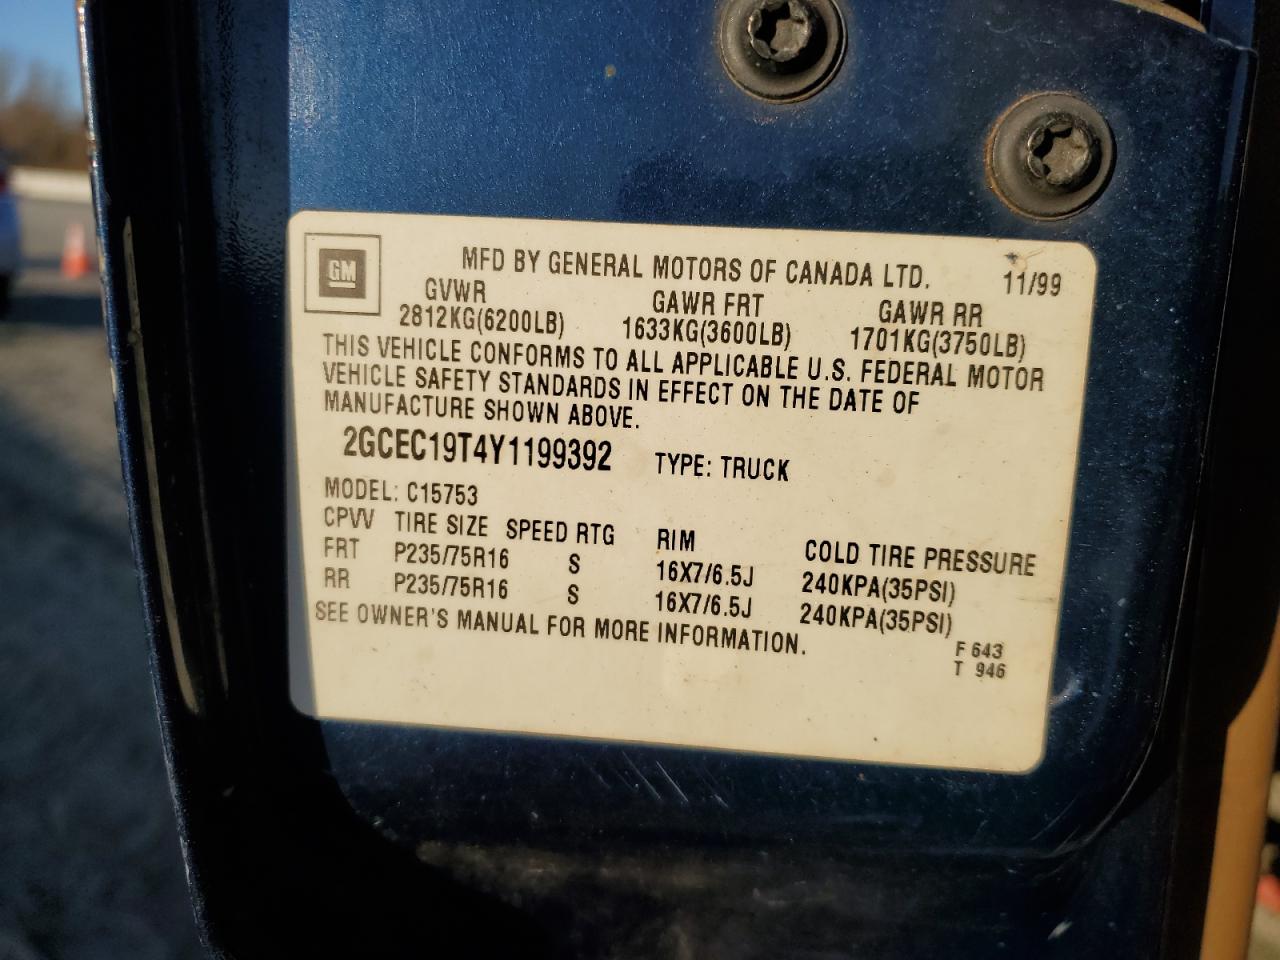 GM
MFD BY GENERAL MOTORS OF CANADA LTD. 11/99
GVWR GAWR FRT GAWR RR
2812KG(6200LB) 1633KG(3600LB) 1701KG(3750LB)
THIS VEHICLE CONFORMS TO ALL APPLICABLE U.S. FEDERAL MOTOR
VEHICLE SAFETY STANDARDS IN EFFECT ON THE DATE OF
MANUFACTURE SHOWN ABOVE.
2GCEC19T4Y1199392 TYPE: TRUCK
MODEL: C15753
CPVV TIRE SIZE SPEED RTG RIM COLD TIRE PRESSURE
FRT P235/75R16 S 16X7/6.5J 240KPA(35PSI)
RR P235/75R16 S 16X7/6.5J 240KPA(35PSI)
SEE OWNER'S MANUAL FOR MORE INFORMATION.
F 643
T 946